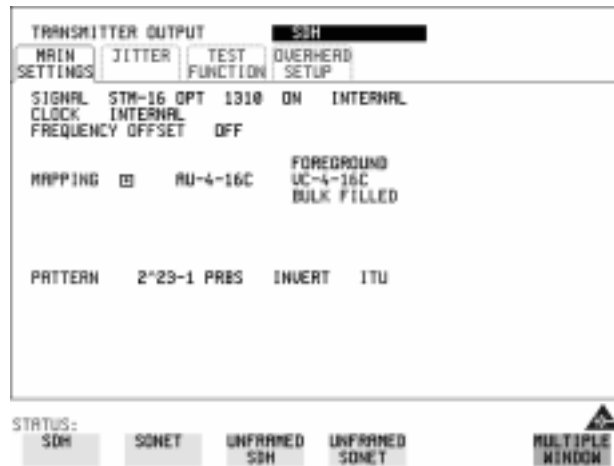 TRANSMITTER OUTPUT SDH
MAIN SETTINGS JITTER TEST FUNCTION OVERHEAD SETUP
SIGNAL STM-16 OPT 1310 ON INTERNAL
CLOCK INTERNAL
FREQUENCY OFFSET OFF
FOREGROUND
MAPPING AU-4-16C VC-4-16C
BULK FILLED
PATTERN 2^23-1 PRBS INVERT ITU
STATUS:
SDH SONET UNFRAMED SDH UNFRAMED SONET MULTIPLE WINDOW